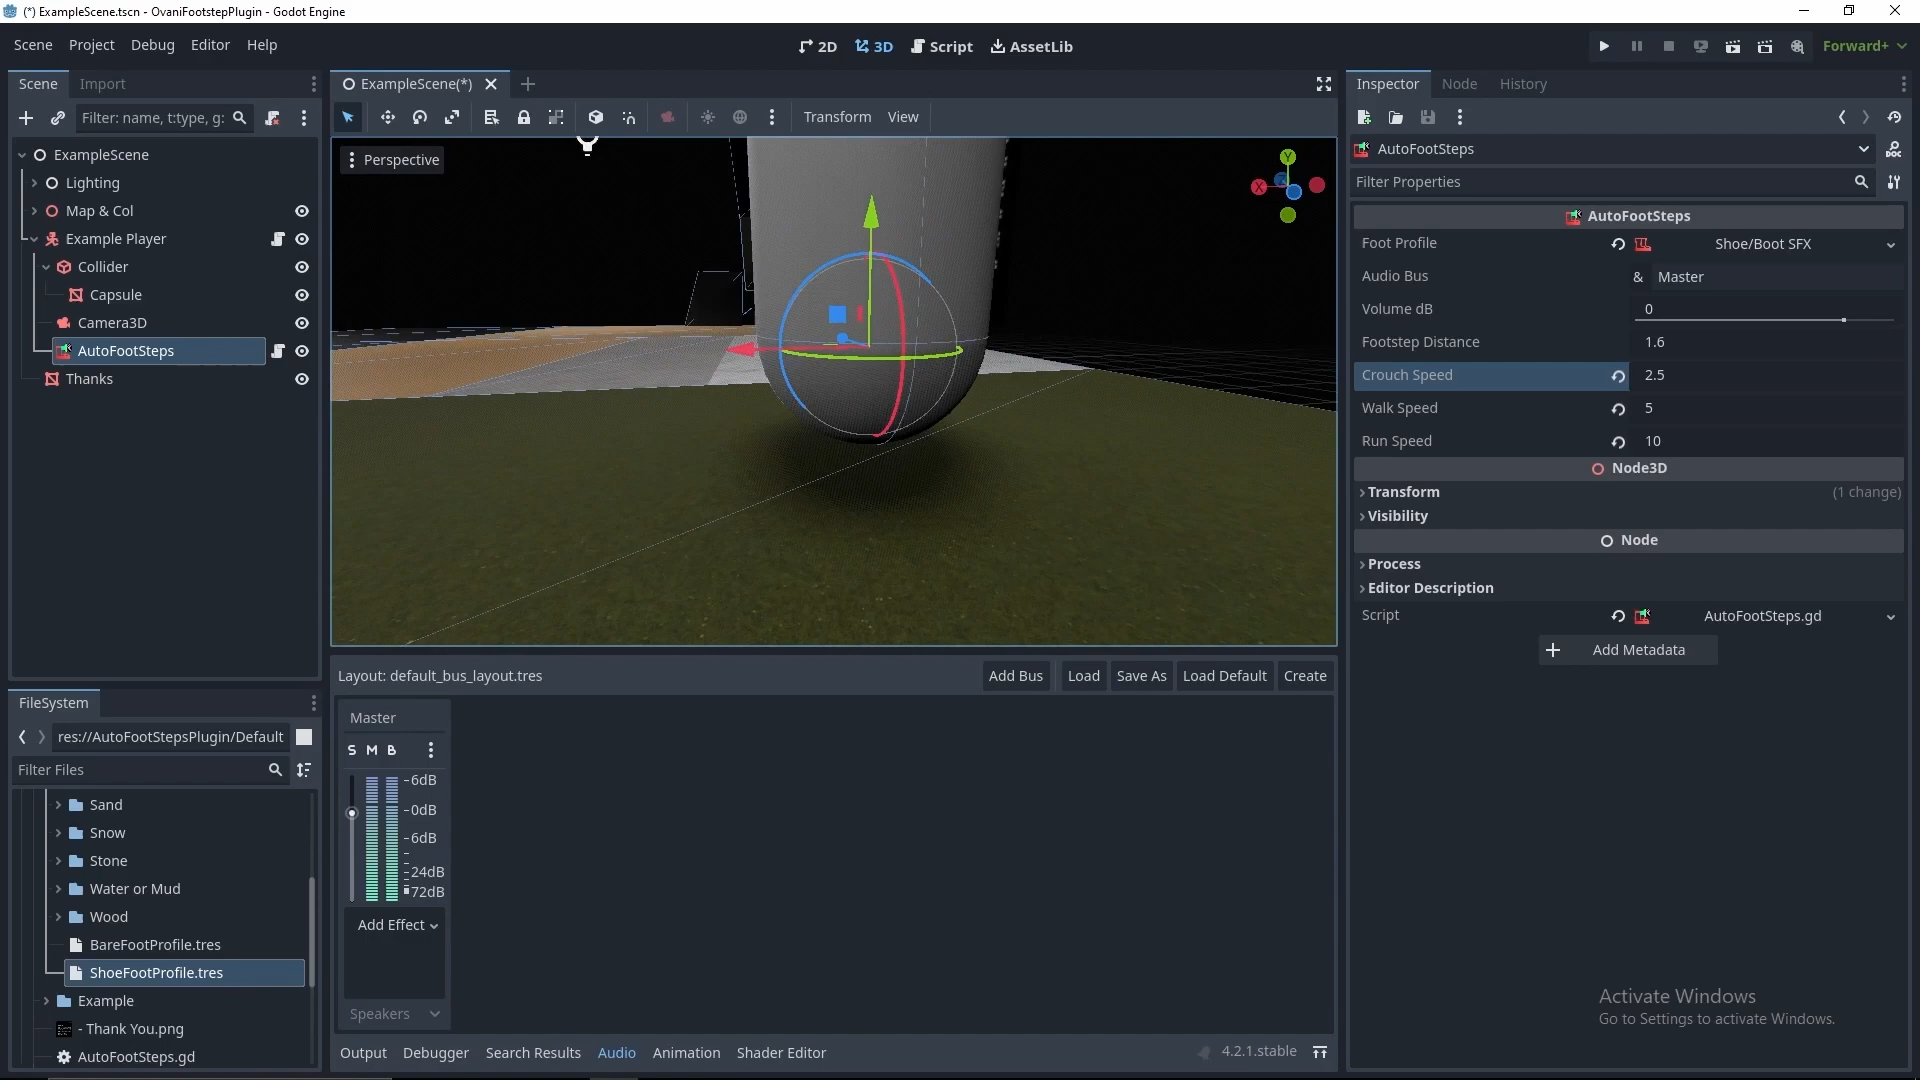 (*) ExampleScene.tscn - OvaniFootstepPlugin - Godot Engine
Scene Project Debug Editor Help
2D 3D Script AssetLib
Forward+
Scene Import
Filter: name, t:type, g:
ExampleScene
Lighting
Map & Col
Example Player
Collider
Capsule
Camera3D
AutoFootSteps
Thanks
FileSystem
res://AutoFootStepsPlugin/Default
Filter Files
Sand
Snow
Stone
Water or Mud
Wood
BareFootProfile.tres
ShoeFootProfile.tres
Example
- Thank You.png
AutoFootSteps.gd
ExampleScene(*)
Transform View
Perspective
Y
X
Z
Layout: default_bus_layout.tres
Add Bus Load Save As Load Default Create
Master
S M B
-6dB
-0dB
-6dB
-24dB
-72dB
Add Effect
Speakers
Output Debugger Search Results Audio Animation Shader Editor
4.2.1.stable
Inspector Node History
AutoFootSteps
DOC
Filter Properties
AutoFootSteps
Foot Profile Shoe/Boot SFX
Audio Bus & Master
Volume dB 0
Footstep Distance 1.6
Crouch Speed 2.5
Walk Speed 5
Run Speed 10
Node3D
Transform (1 change)
Visibility
Node
Process
Editor Description
Script AutoFootSteps.gd
Add Metadata
Activate Windows
Go to Settings to activate Windows.